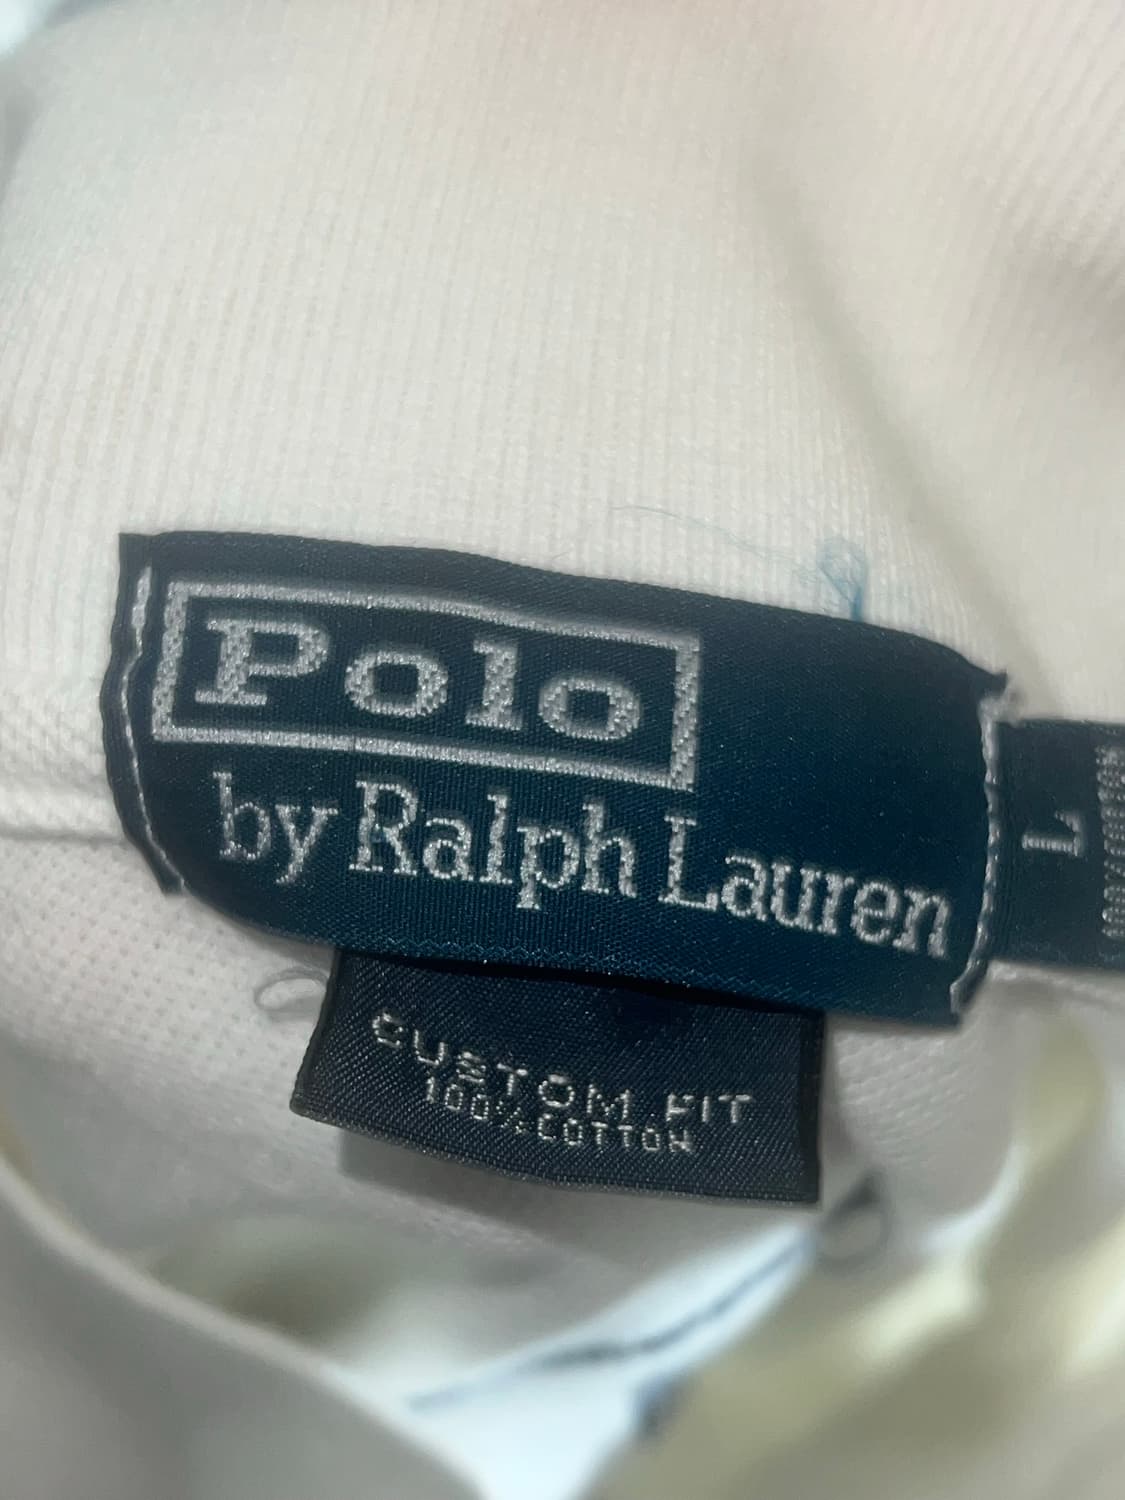 Polo
by Ralph Lauren
L
CUSTOM FIT
100% COTTON